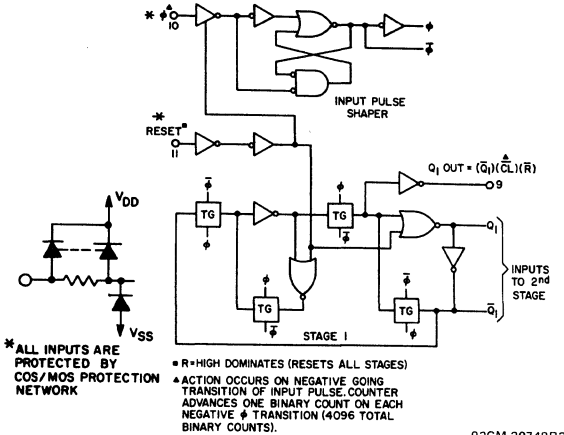 * ϕ▲
10
ϕ
ϕ̅
INPUT PULSE
SHAPER
*
RESET■
11
Q1 OUT = (Q̅1)(C̅L̅▲)(R̅)
9
ϕ̅
TG
ϕ
ϕ
TG
ϕ̅
Q1
ϕ
TG
ϕ̅
ϕ̅
TG
ϕ
Q̅1
INPUTS
TO 2nd
STAGE
STAGE 1
VDD
VSS
*ALL INPUTS ARE
PROTECTED BY
COS/MOS PROTECTION
NETWORK
■ R=HIGH DOMINATES (RESETS ALL STAGES)
▲ ACTION OCCURS ON NEGATIVE GOING
TRANSITION OF INPUT PULSE. COUNTER
ADVANCES ONE BINARY COUNT ON EACH
NEGATIVE ϕ TRANSITION (4096 TOTAL
BINARY COUNTS).